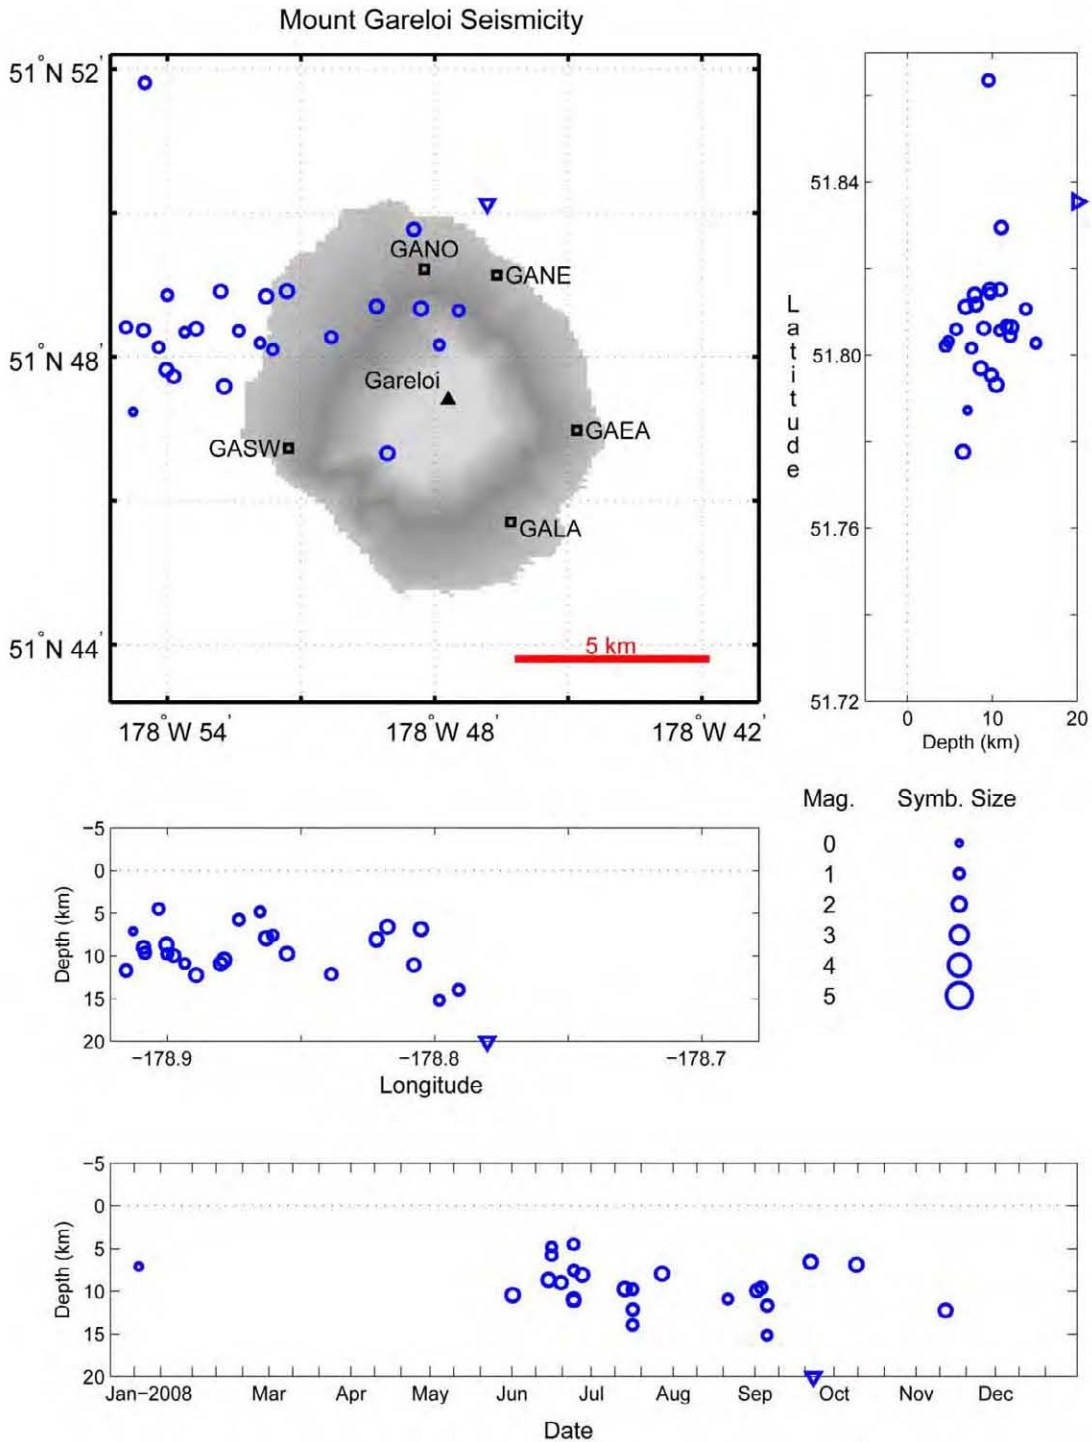 Mount Gareloi Seismicity
51°N 52'
51°N 48'
51°N 44'
178°W 54'
178°W 48'
178°W 42'
GANO
GANE
Gareloi
GASW
GAEA
GALA
5 km
Latitude
51.84
51.80
51.76
51.72
0
10
20
Depth (km)
Mag.
Symb. Size
0
1
2
3
4
5
Depth (km)
−5
0
5
10
15
20
−178.9
−178.8
−178.7
Longitude
Depth (km)
−5
0
5
10
15
20
Jan−2008
Mar
Apr
May
Jun
Jul
Aug
Sep
Oct
Nov
Dec
Date